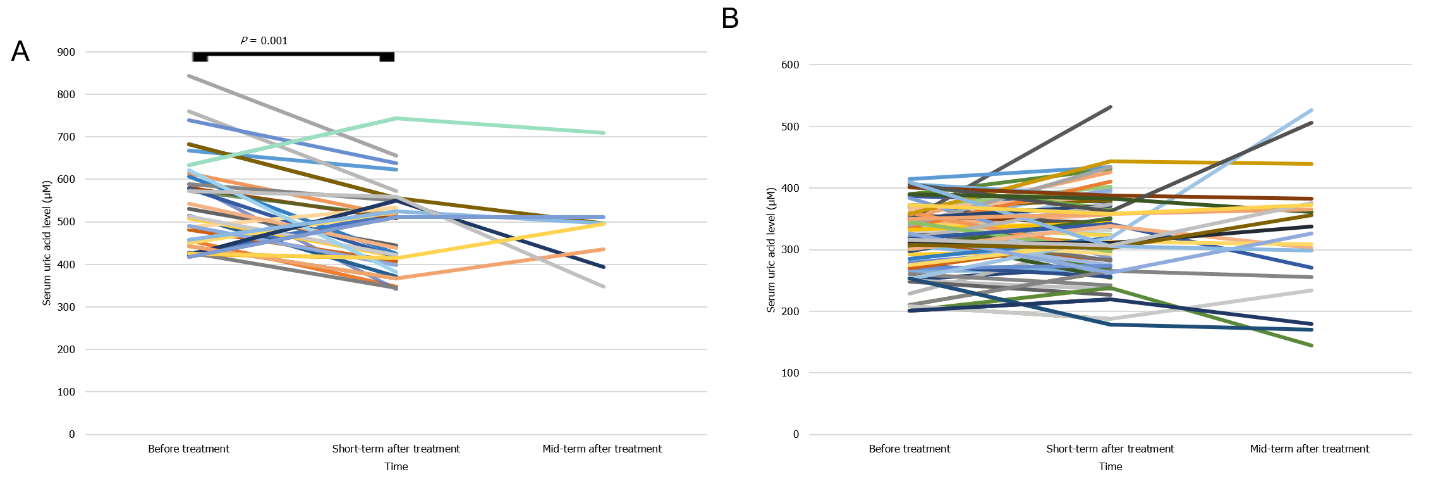 A
P = 0.001
Serum uric acid level (µM)
900
800
700
600
500
400
300
200
100
0
Before treatment
Short-term after treatment
Mid-term after treatment
Time
B
Serum uric acid level (µM)
600
500
400
300
200
100
0
Before treatment
Short-term after treatment
Mid-term after treatment
Time